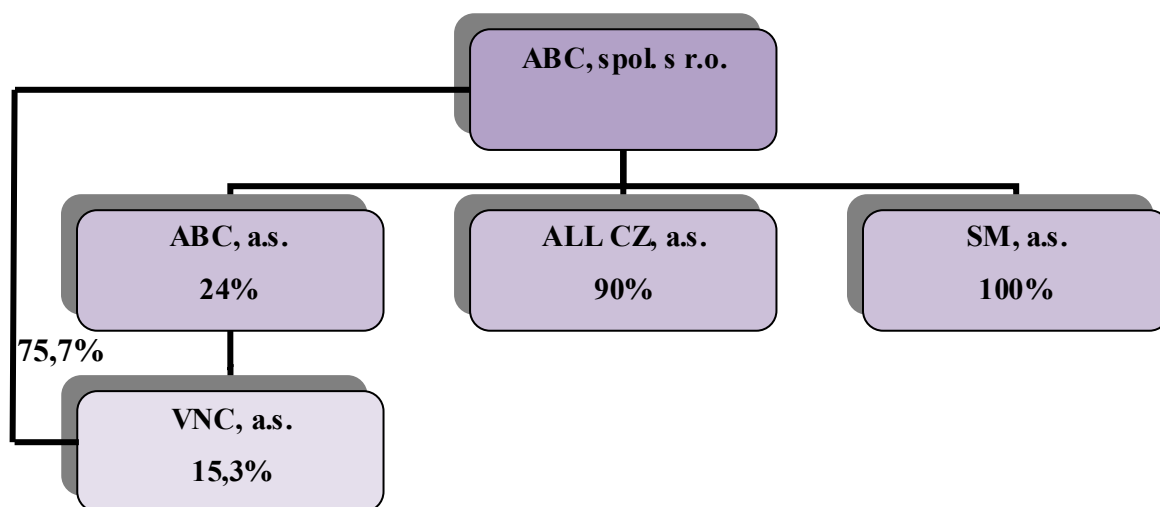 ABC, spol. s r.o.
ABC, a.s.
24%
ALL CZ, a.s.
90%
SM, a.s.
100%
75,7%
VNC, a.s.
15,3%